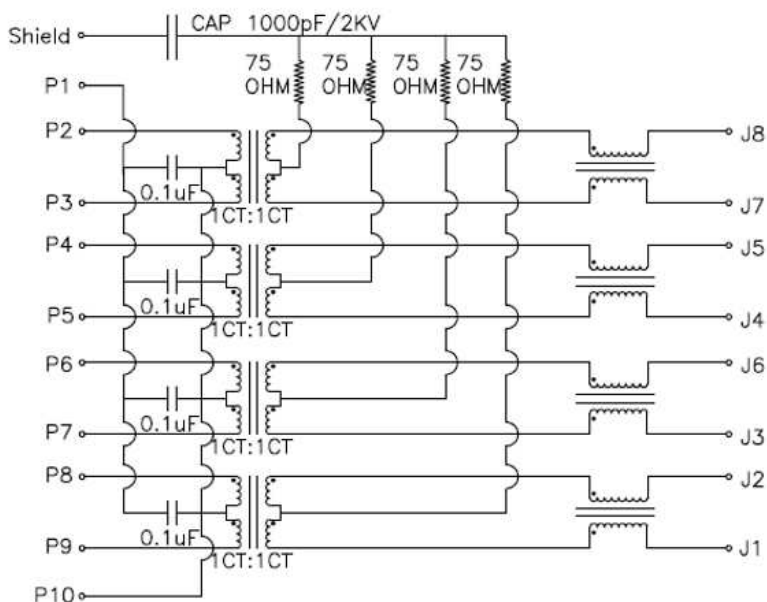 CAP 1000pF/2KV
Shield
75 OHM
75 OHM
75 OHM
75 OHM
P1
P2
J8
0.1uF
P3
1CT:1CT
J7
P4
J5
0.1uF
P5
1CT:1CT
J4
P6
J6
0.1uF
P7
1CT:1CT
J3
P8
J2
0.1uF
P9
1CT:1CT
J1
P10